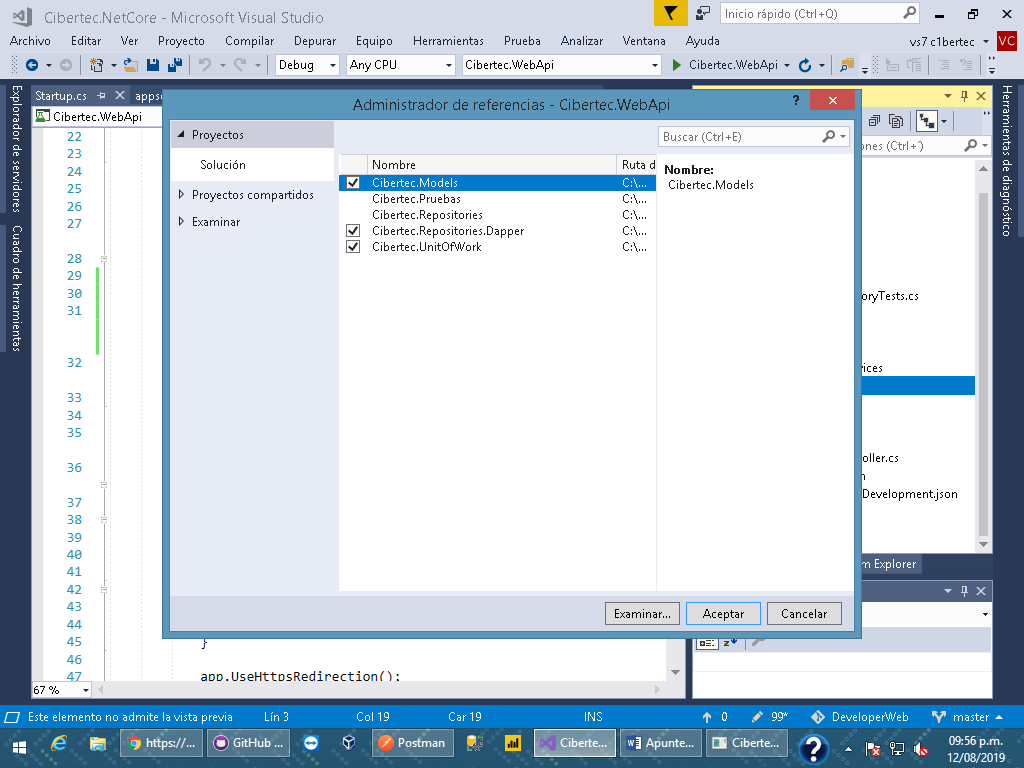 Cibertec.NetCore - Microsoft Visual Studio
Inicio rápido (Ctrl+Q)
Archivo Editar Ver Proyecto Compilar Depurar Equipo Herramientas Prueba Analizar Ventana Ayuda
vs7 c1bertec
VC
Debug
Any CPU
Cibertec.WebApi
Cibertec.WebApi
Explorador de servidores
Cuadro de herramientas
Startup.cs
apps
Cibertec.WebApi
22
23
24
25
26
27
28
29
30
31
32
33
34
35
36
37
38
39
40
41
42
43
44
45
46
47
Administrador de referencias - Cibertec.WebApi
?
Proyectos
Solución
Proyectos compartidos
Examinar
Buscar (Ctrl+E)
Nombre
Ruta d
Cibertec.Models C:\...
Cibertec.Pruebas C:\...
Cibertec.Repositories C:\...
Cibertec.Repositories.Dapper C:\...
Cibertec.UnitOfWork C:\...
Nombre:
Cibertec.Models
Examinar...
Aceptar
Cancelar
ones (Ctrl+´)
oryTests.cs
ices
oller.cs
n
Development.json
m Explorer
Herramientas de diagnóstico
}
app.UseHttpsRedirection();
67 %
Este elemento no admite la vista previa
Lín 3
Col 19
Car 19
INS
0
99*
DeveloperWeb
master
https://...
GitHub ...
Postman
Ciberte...
Apunte...
Ciberte...
?
09:56 p.m.
12/08/2019